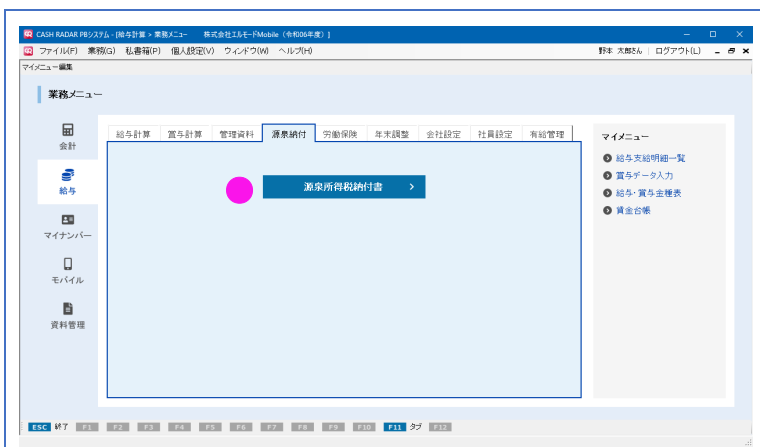 CASH RADAR PBシステム - [給与計算 > 業務メニュー 株式会社エルモードMobile（令和06年度）]
ファイル(F) 業務(G) 私書箱(P) 個人設定(V) ウィンドウ(W) ヘルプ(H) 野本 太郎さん ログアウト(L)
マイメニュー編集
業務メニュー
給与計算 賞与計算 管理資料 源泉納付 労働保険 年末調整 会社設定 社員設定 有給管理
会計
給与
マイナンバー
モバイル
資料管理
源泉所得税納付書 >
マイメニュー
給与支給明細一覧
賞与データ入力
給与・賞与金種表
賃金台帳
ESC 終了 F1 F2 F3 F4 F5 F6 F7 F8 F9 F10 F11 タブ F12